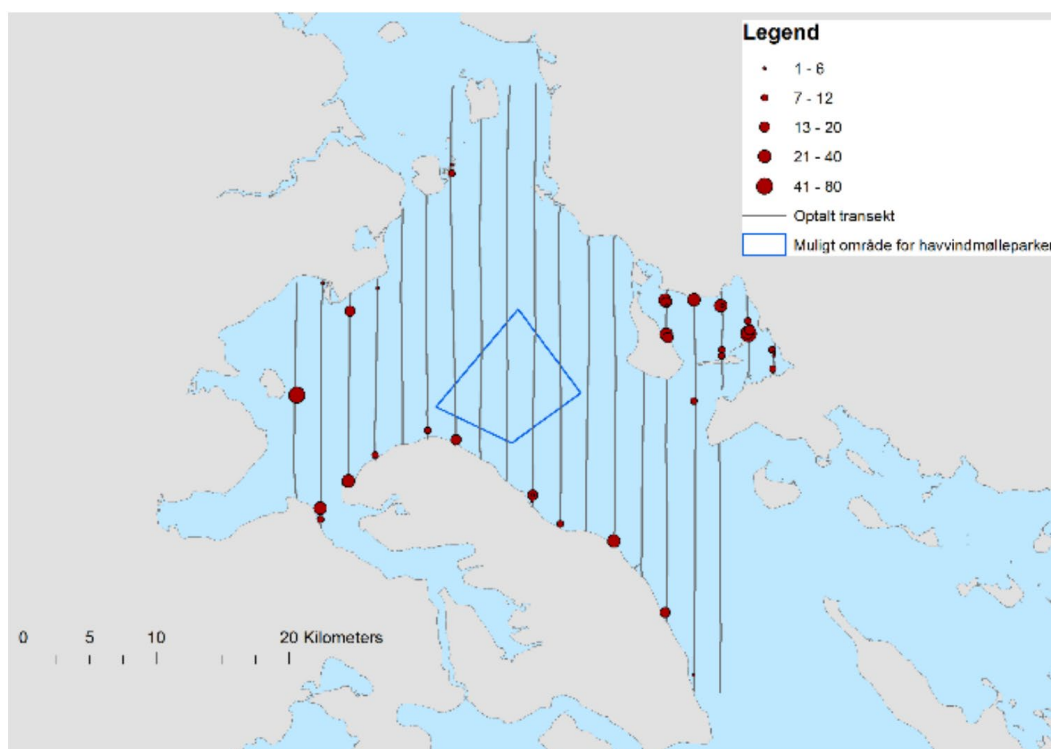 Legend
1 - 6
7 - 12
13 - 20
21 - 40
41 - 80
Optalt transekt
Muligt område for havvindmølleparker
0 5 10 20 Kilometers